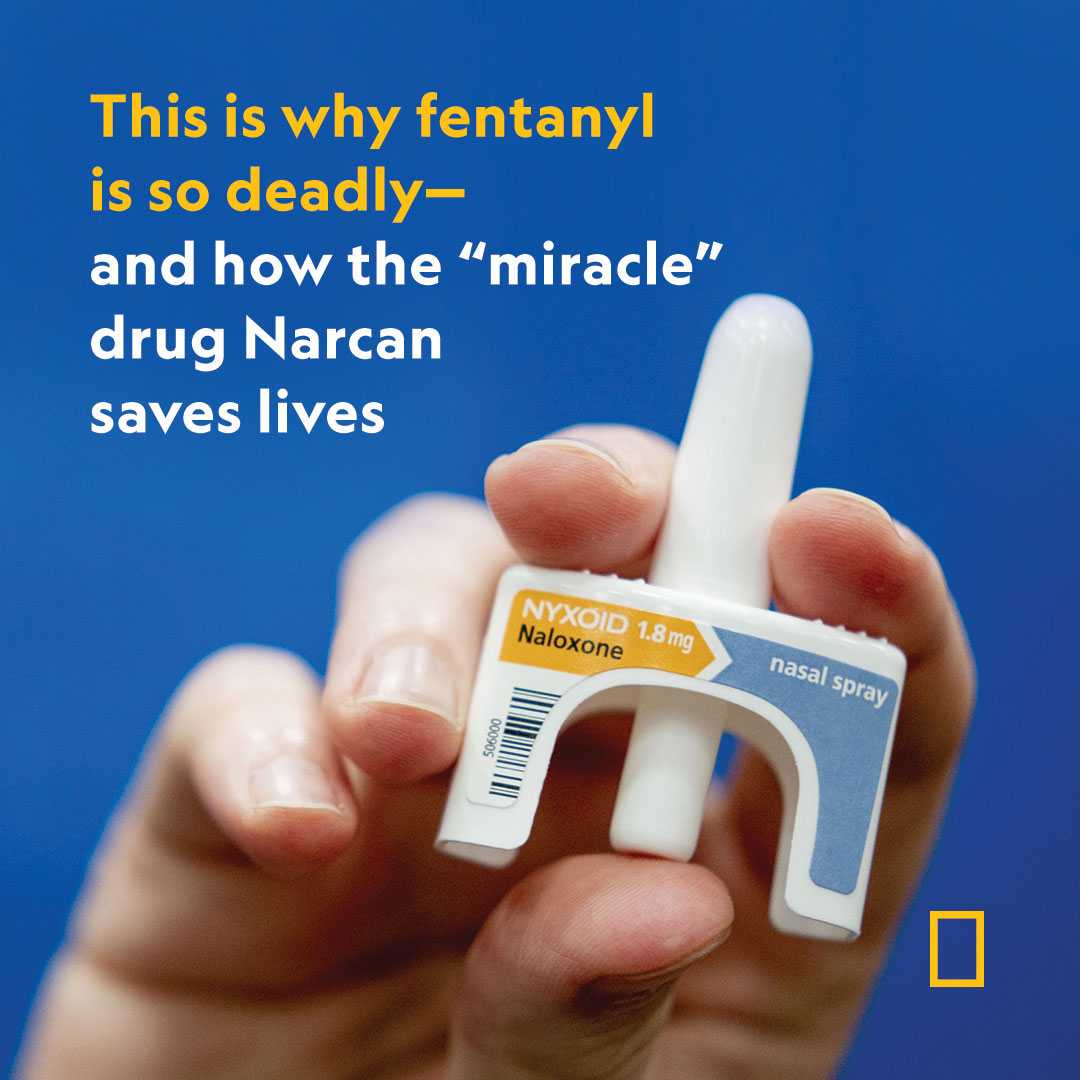 This is why fentanyl
is so deadly—
and how the “miracle”
drug Narcan
saves lives
NYXOID 1.8 mg
Naloxone
nasal spray
506000